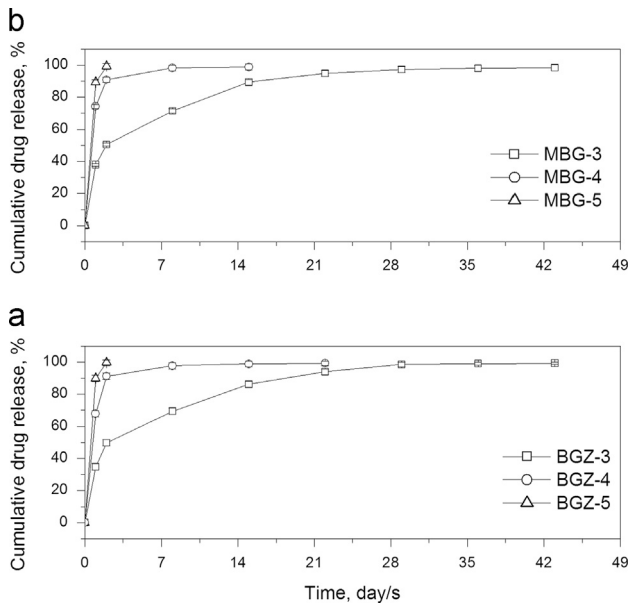 b
Cumulative drug release, %
100
80
60
40
20
0
MBG-3
MBG-4
MBG-5
0 7 14 21 28 35 42 49
a
Cumulative drug release, %
100
80
60
40
20
0
BGZ-3
BGZ-4
BGZ-5
0 7 14 21 28 35 42 49
Time, day/s